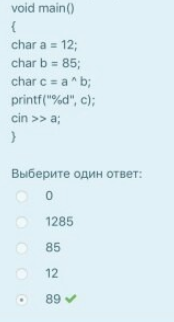 void main()
{
char a = 12;
char b = 85;
char c = a ^ b;
printf("%d", c);
cin >> a;
}
Выберите один ответ:
0
1285
85
12
89